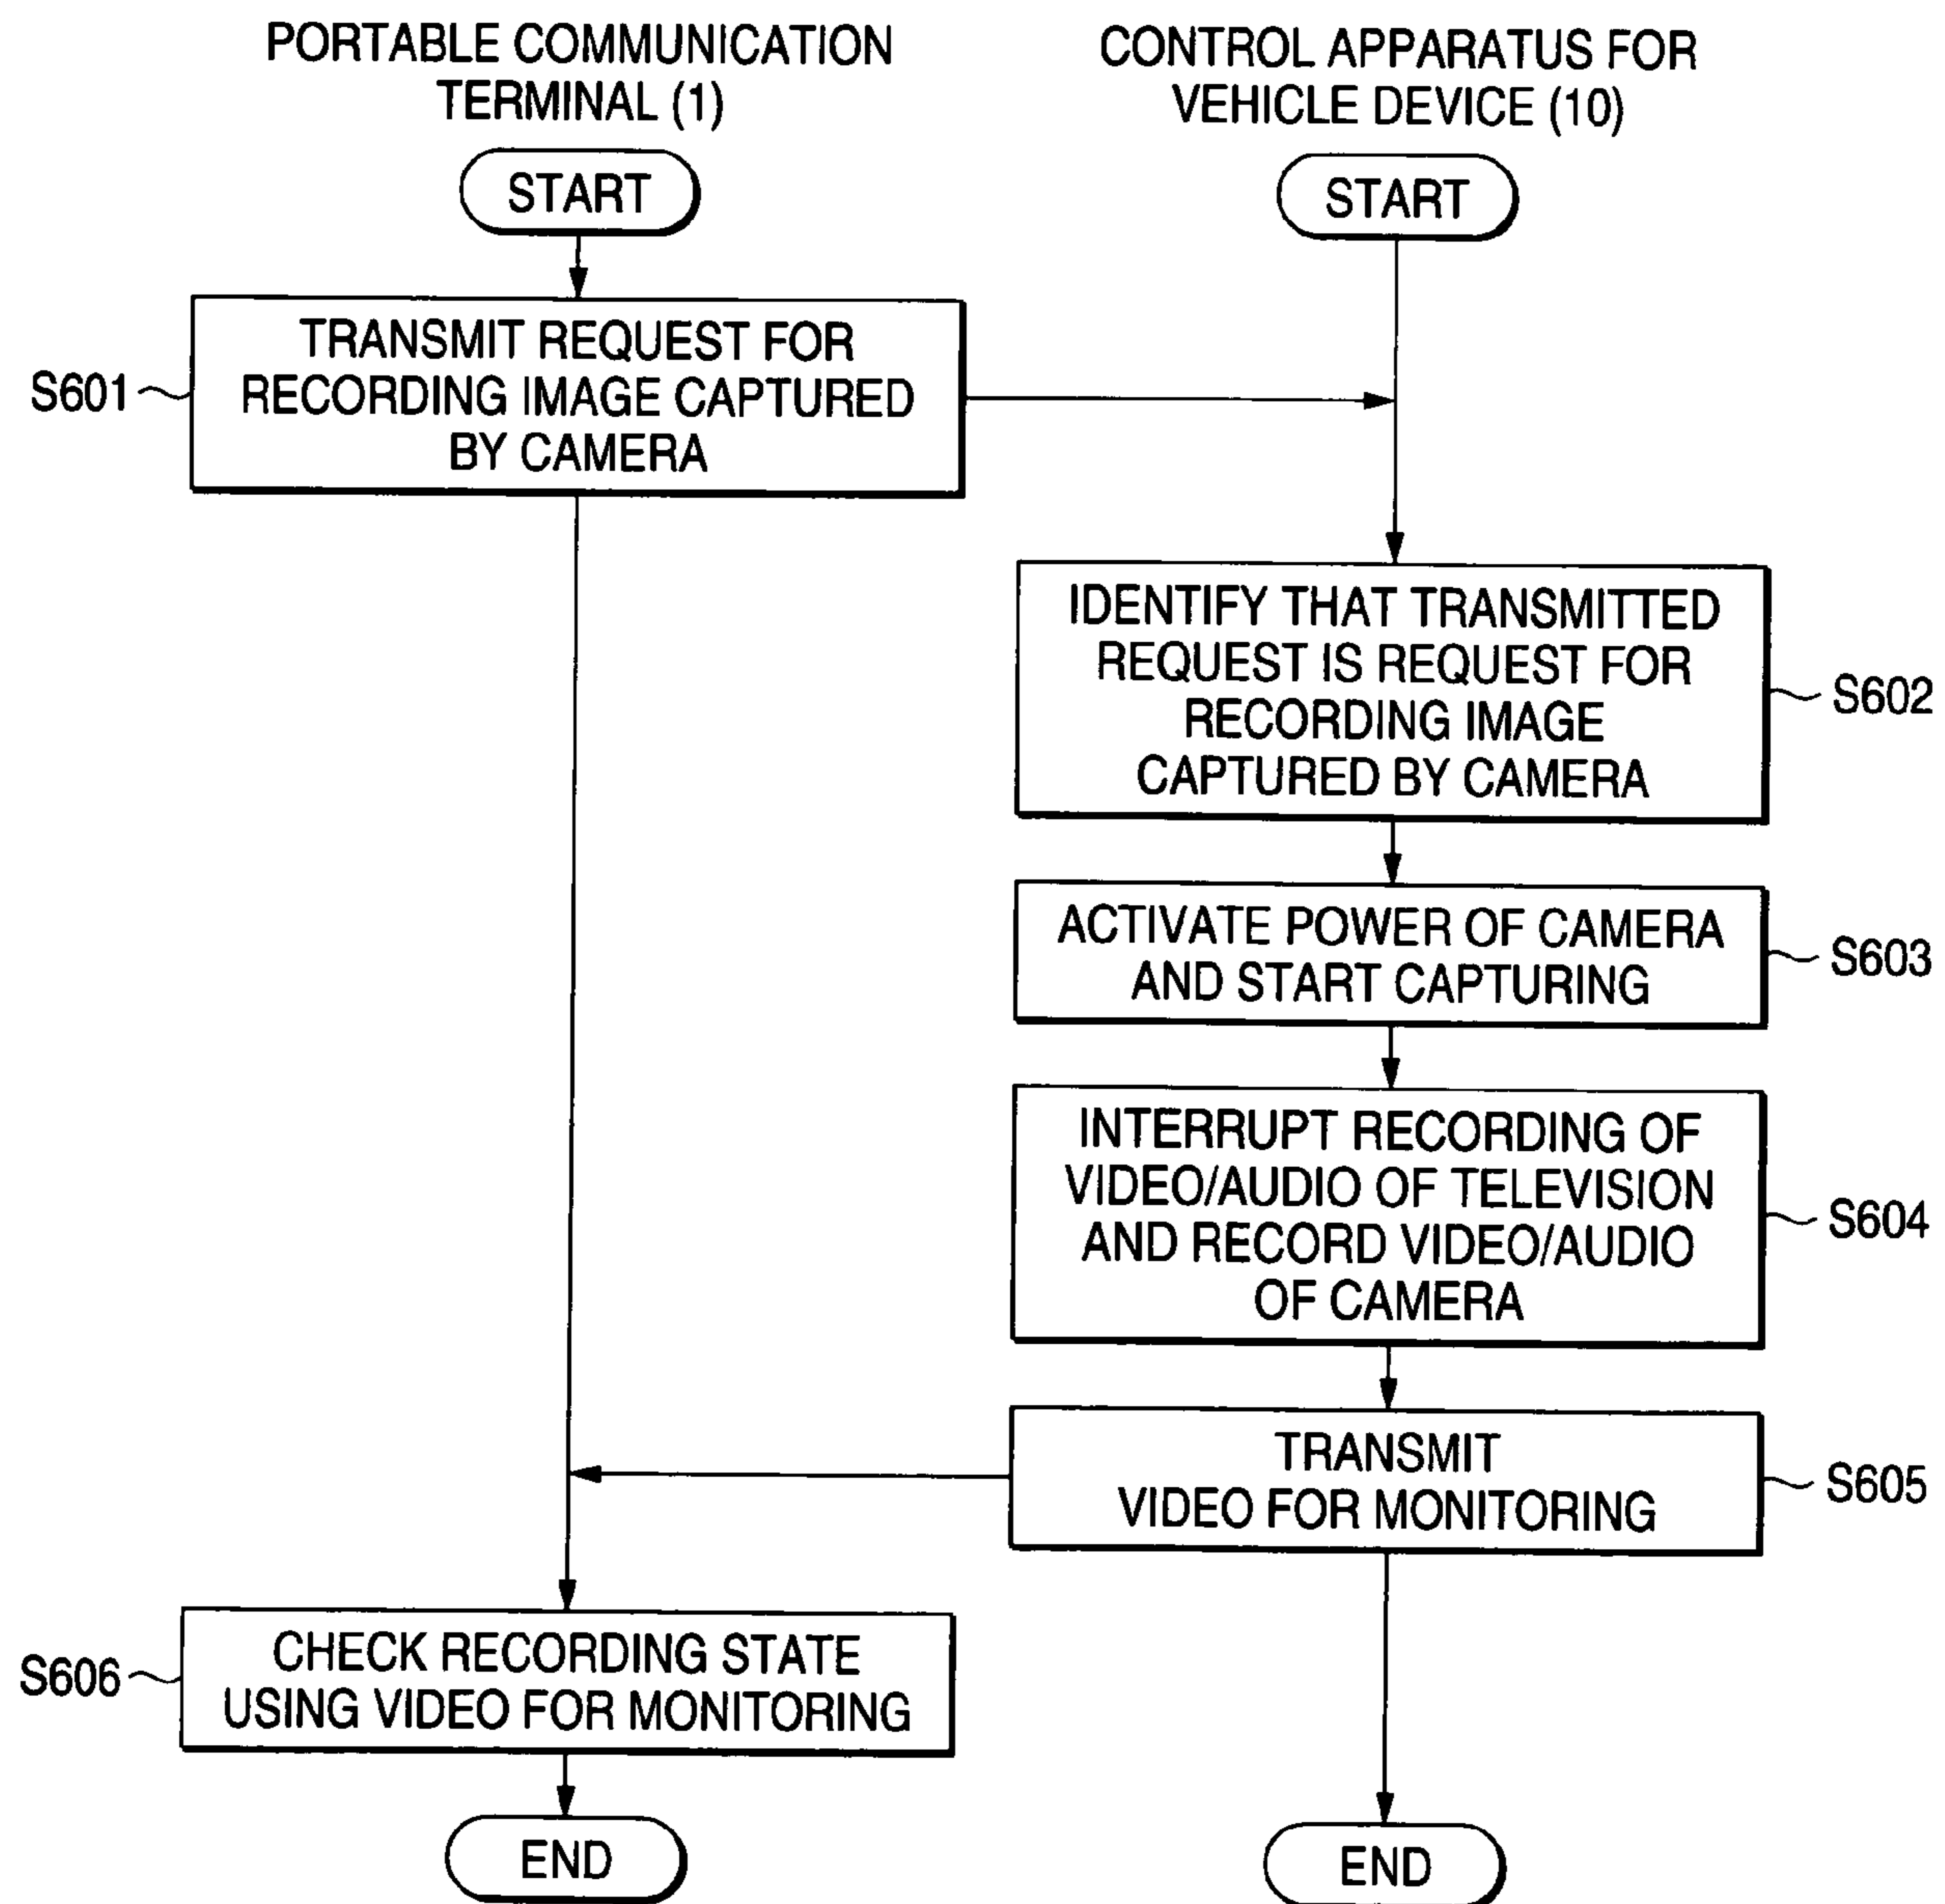 PORTABLE COMMUNICATION
TERMINAL (1)
CONTROL APPARATUS FOR
VEHICLE DEVICE (10)
START
START
S601
TRANSMIT REQUEST FOR
RECORDING IMAGE CAPTURED
BY CAMERA
IDENTIFY THAT TRANSMITTED
REQUEST IS REQUEST FOR
RECORDING IMAGE
CAPTURED BY CAMERA
S602
ACTIVATE POWER OF CAMERA
AND START CAPTURING
S603
INTERRUPT RECORDING OF
VIDEO/AUDIO OF TELEVISION
AND RECORD VIDEO/AUDIO
OF CAMERA
S604
TRANSMIT
VIDEO FOR MONITORING
S605
S606
CHECK RECORDING STATE
USING VIDEO FOR MONITORING
END
END